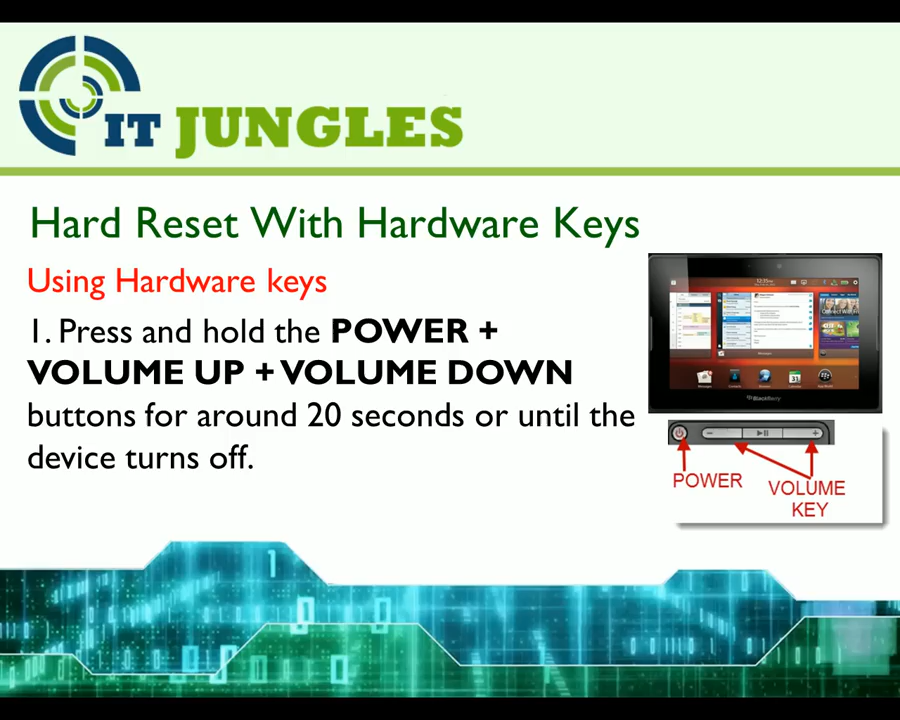 IT JUNGLES
Hard Reset With Hardware Keys
Using Hardware keys
1. Press and hold the POWER +
VOLUME UP + VOLUME DOWN
buttons for around 20 seconds or until the
device turns off.
BlackBerry
POWER
VOLUME
KEY